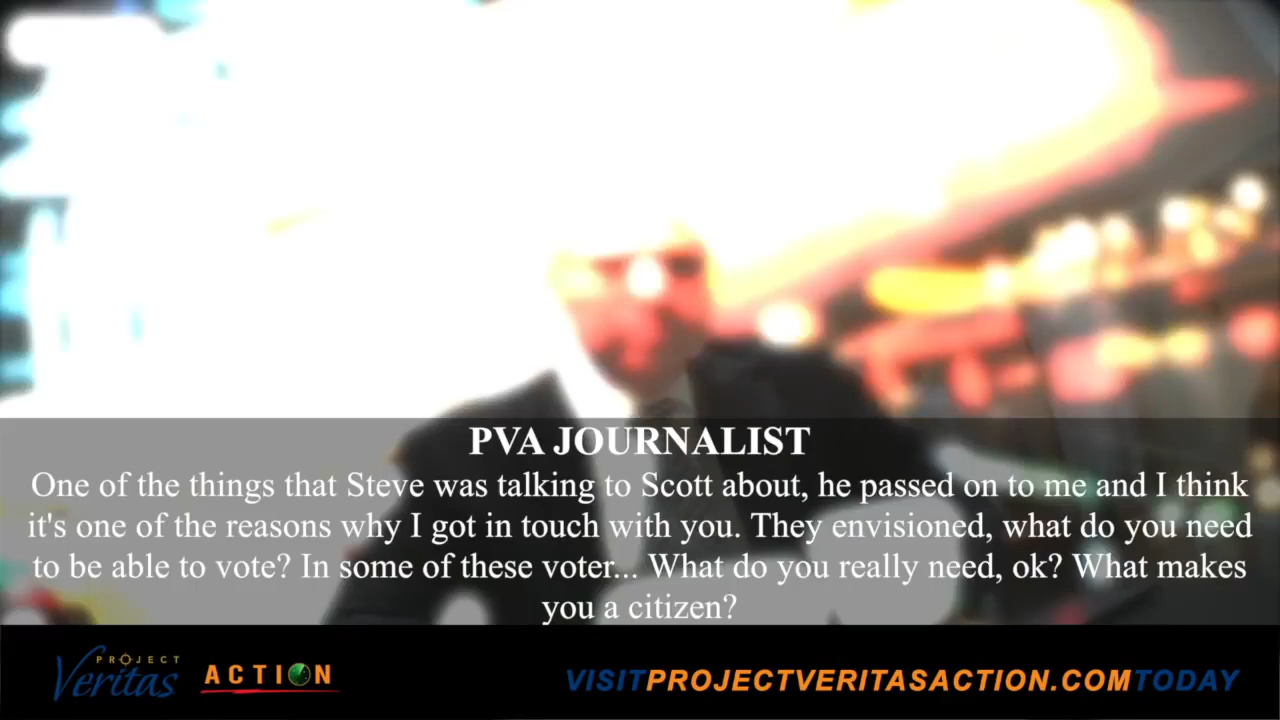 PVA JOURNALIST
One of the things that Steve was talking to Scott about, he passed on to me and I think
it's one of the reasons why I got in touch with you. They envisioned, what do you need
to be able to vote? In some of these voter... What do you really need, ok? What makes
you a citizen?
PROJECT
Veritas ACTION
VISITPROJECTVERITASACTION.COMTODAY